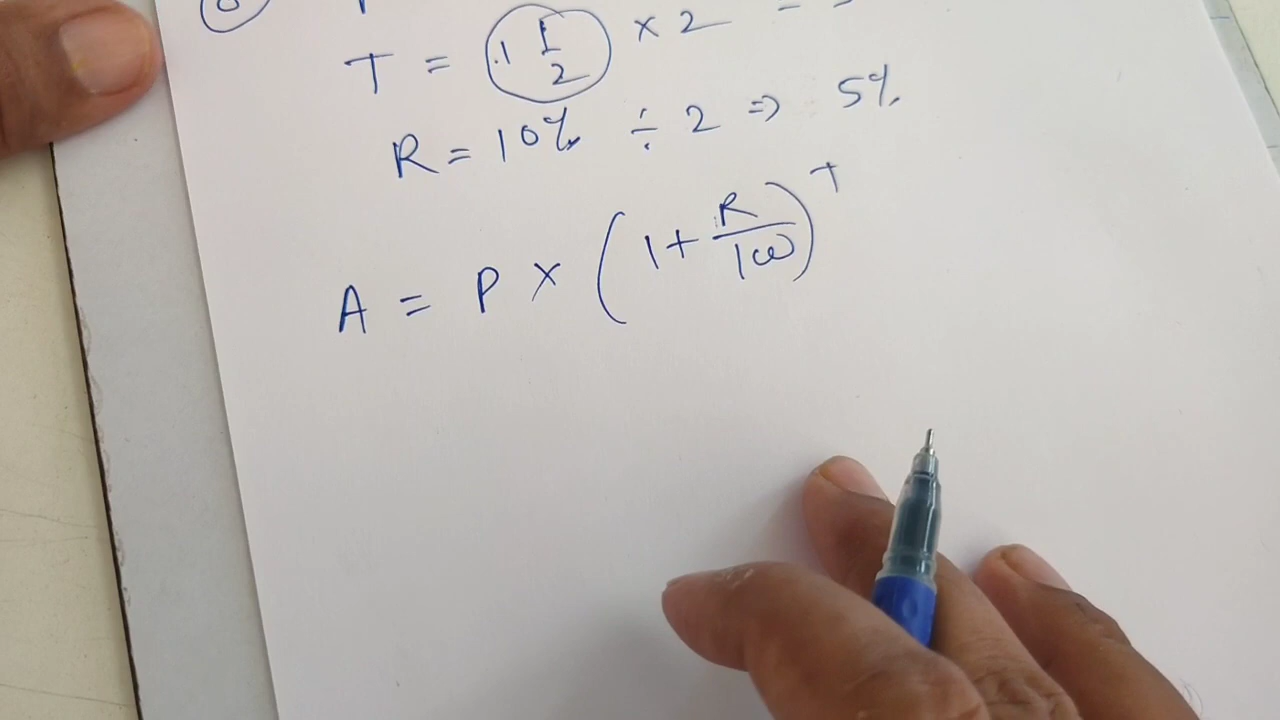 T = 1 1/2 × 2 =
R = 10% ÷ 2 ⇒ 5%
A = P × (1 + R/100)^T